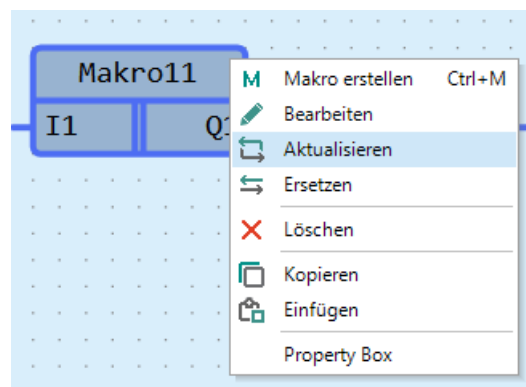 Makro11
I1 Q1
M Makro erstellen Ctrl+M
Bearbeiten
Aktualisieren
Ersetzen
Löschen
Kopieren
Einfügen
Property Box